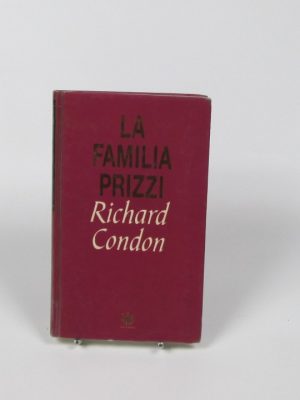 LA
FAMILIA
PRIZZI
Richard
Condon